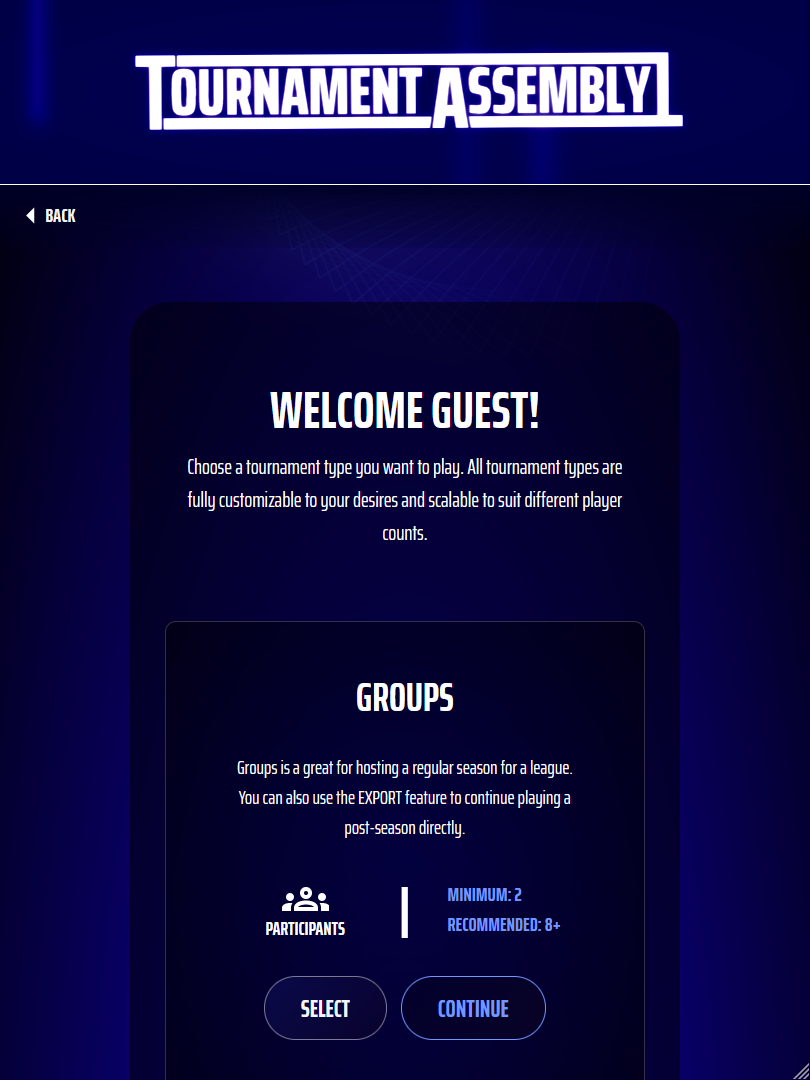 TOURNAMENT ASSEMBLY
BACK
WELCOME GUEST!
Choose a tournament type you want to play. All tournament types are
fully customizable to your desires and scalable to suit different player
counts.
GROUPS
Groups is a great for hosting a regular season for a league.
You can also use the EXPORT feature to continue playing a
post-season directly.
PARTICIPANTS
MINIMUM: 2
RECOMMENDED: 8+
SELECT
CONTINUE